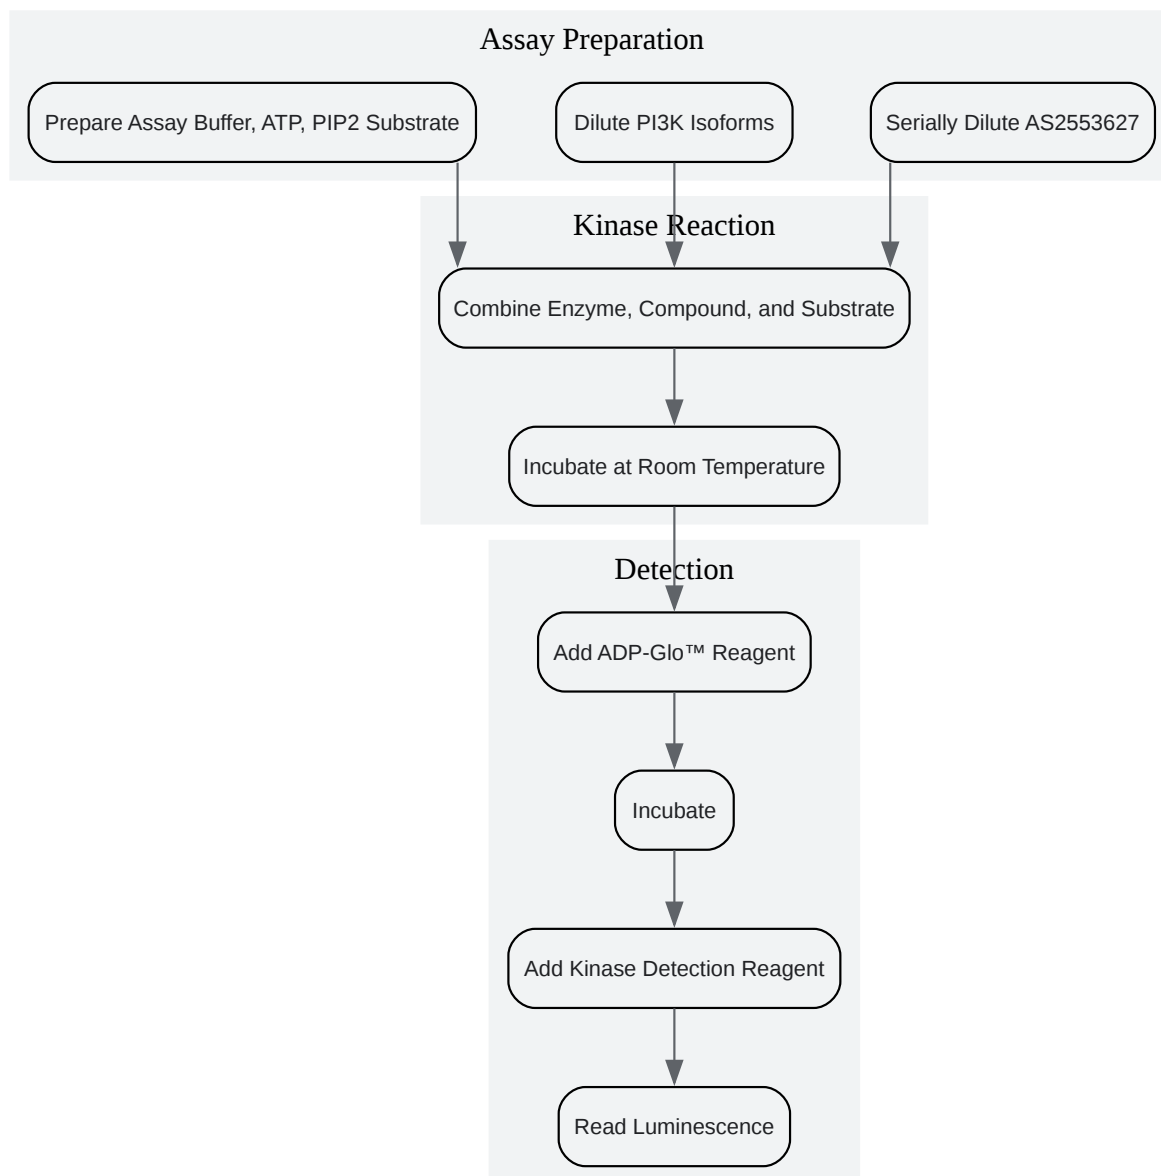 Assay Preparation
Prepare Assay Buffer, ATP, PIP2 Substrate
Dilute PI3K Isoforms
Serially Dilute AS2553627
Kinase Reaction
Combine Enzyme, Compound, and Substrate
Incubate at Room Temperature
Detection
Add ADP-Glo™ Reagent
Incubate
Add Kinase Detection Reagent
Read Luminescence